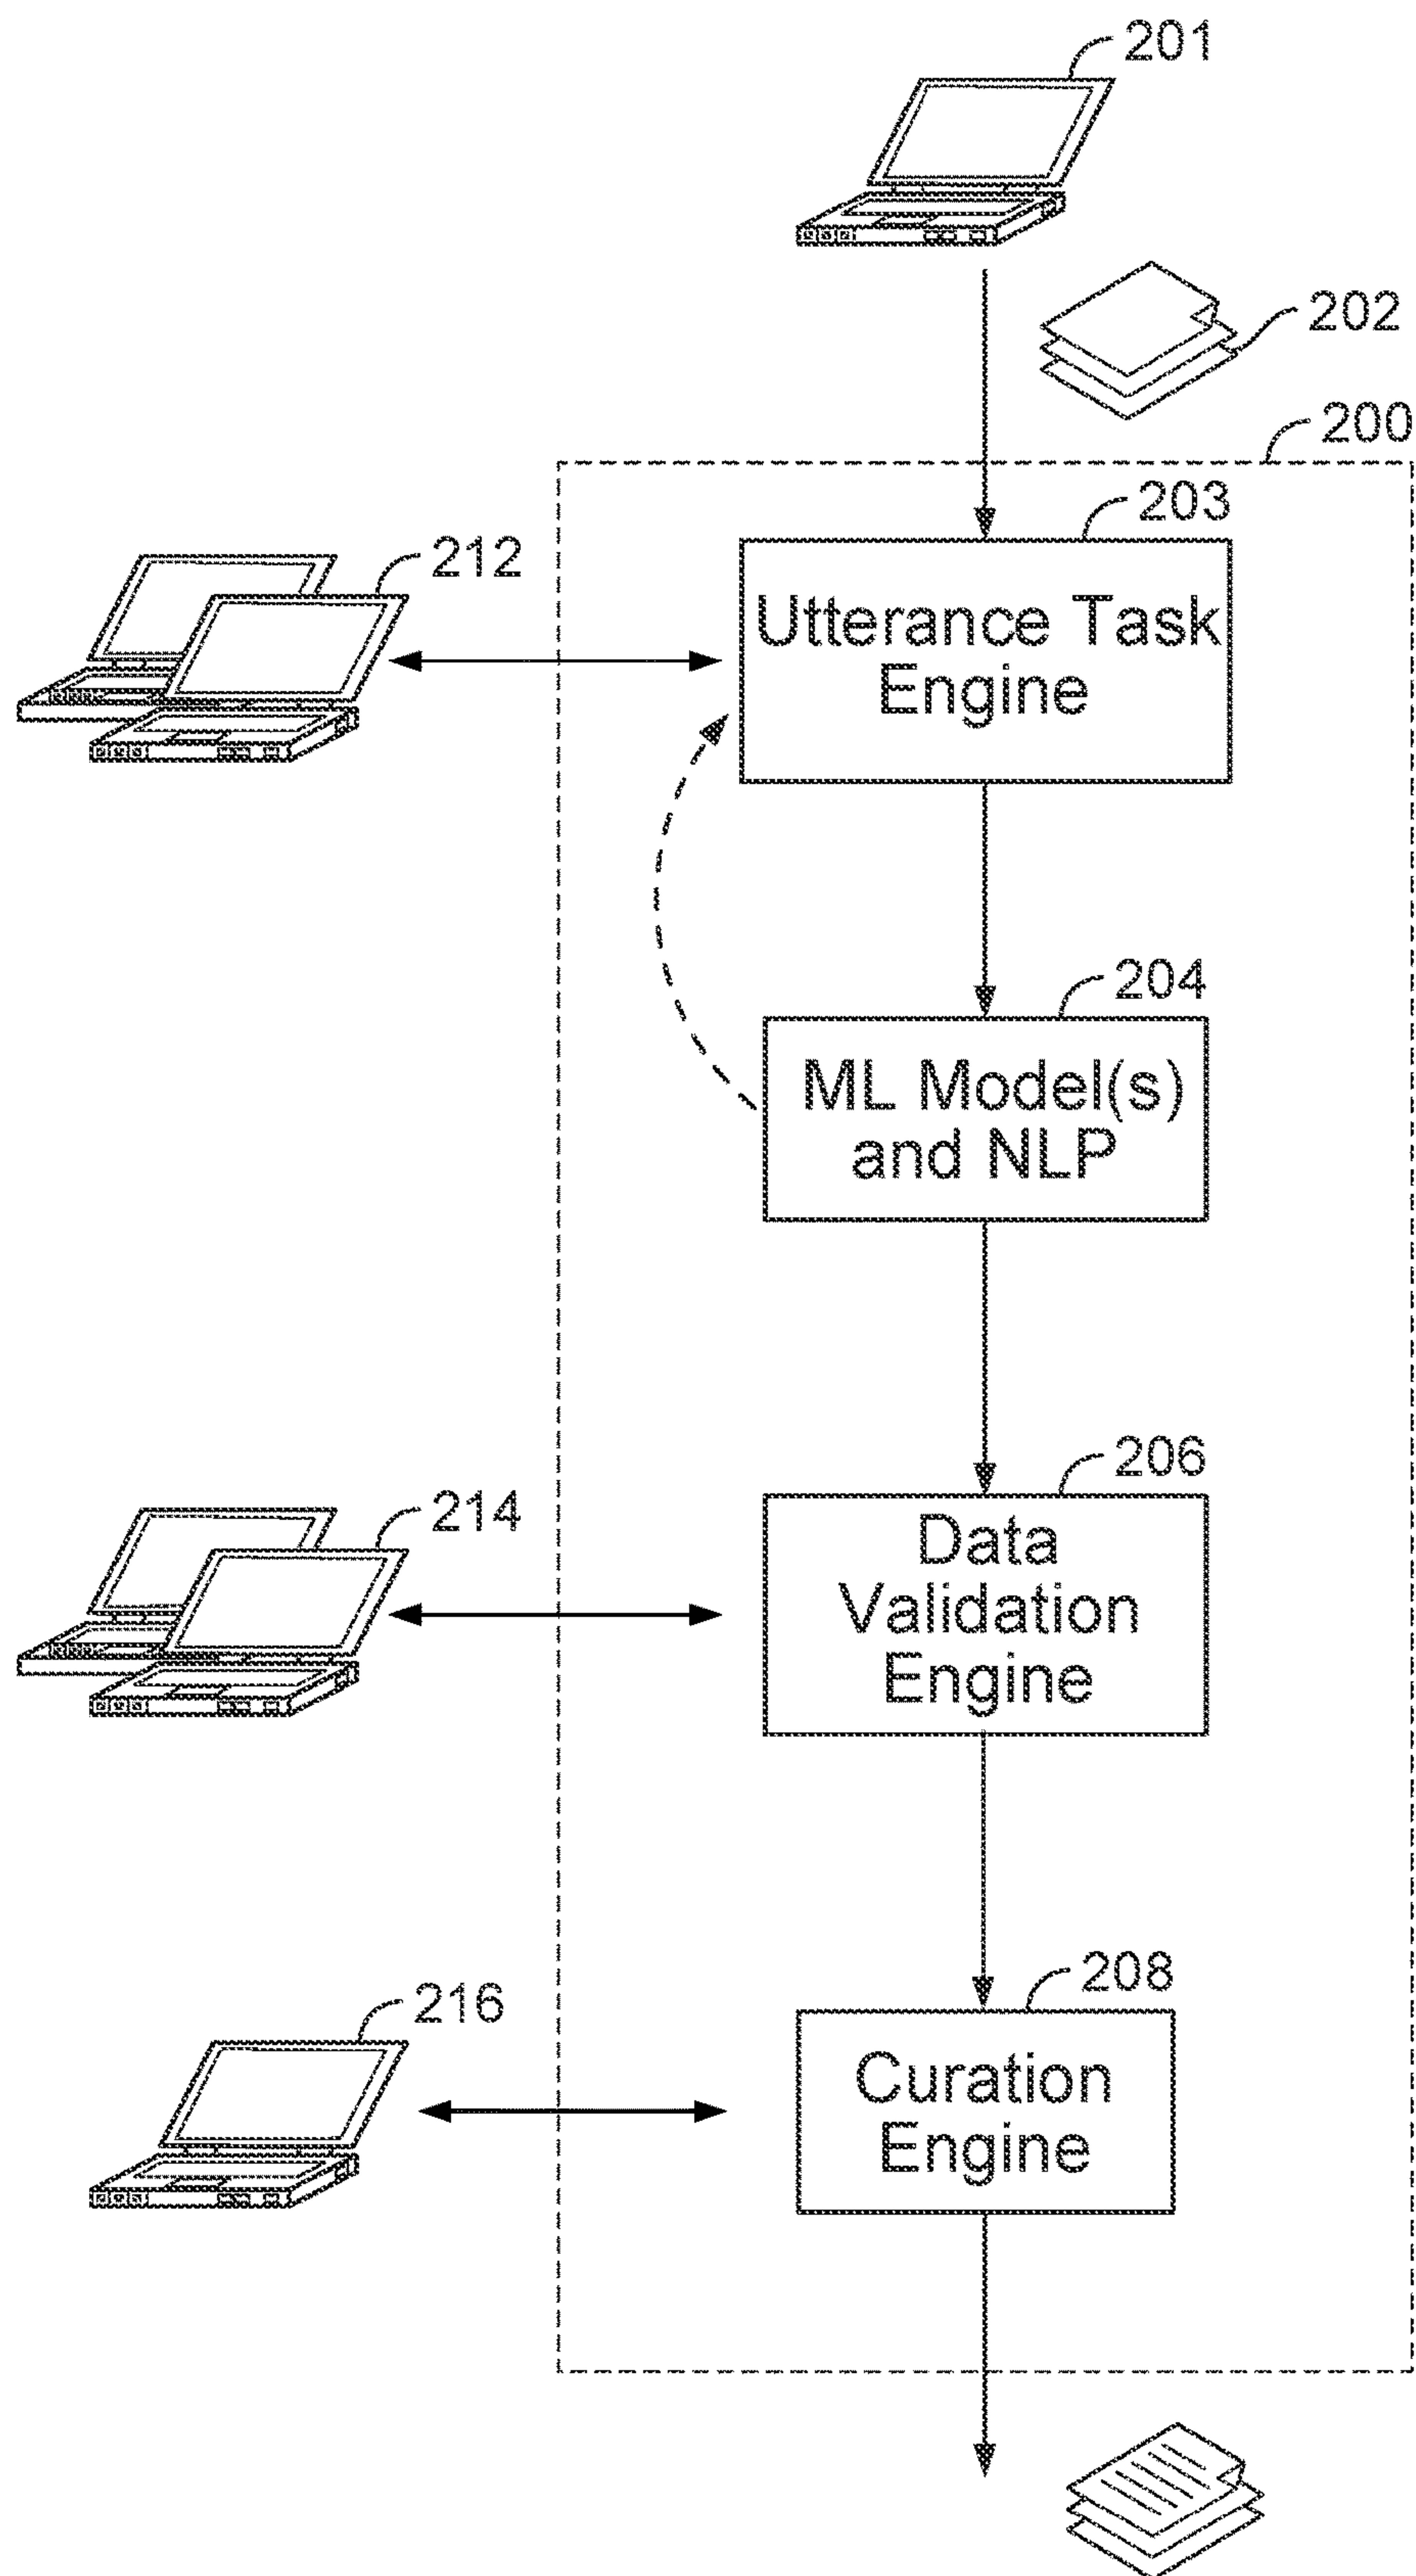 201
202
200
203
212
Utterance Task
Engine
204
ML Model(s)
and NLP
206
214
Data
Validation
Engine
208
216
Curation
Engine